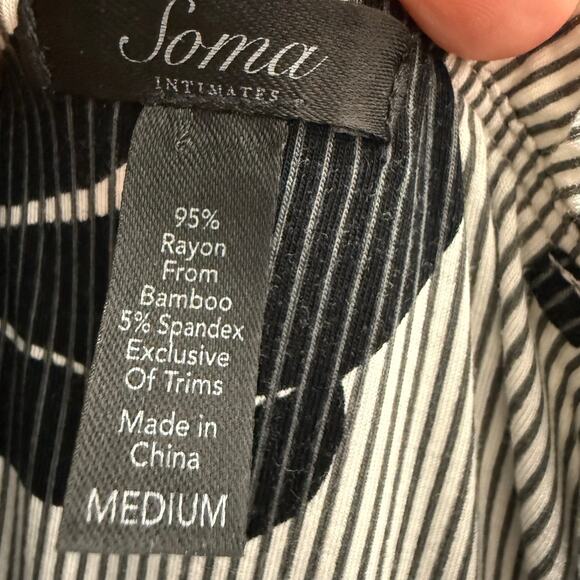 Soma
INTIMATES
95%
Rayon
From
Bamboo
5% Spandex
Exclusive
Of Trims
Made in
China
MEDIUM